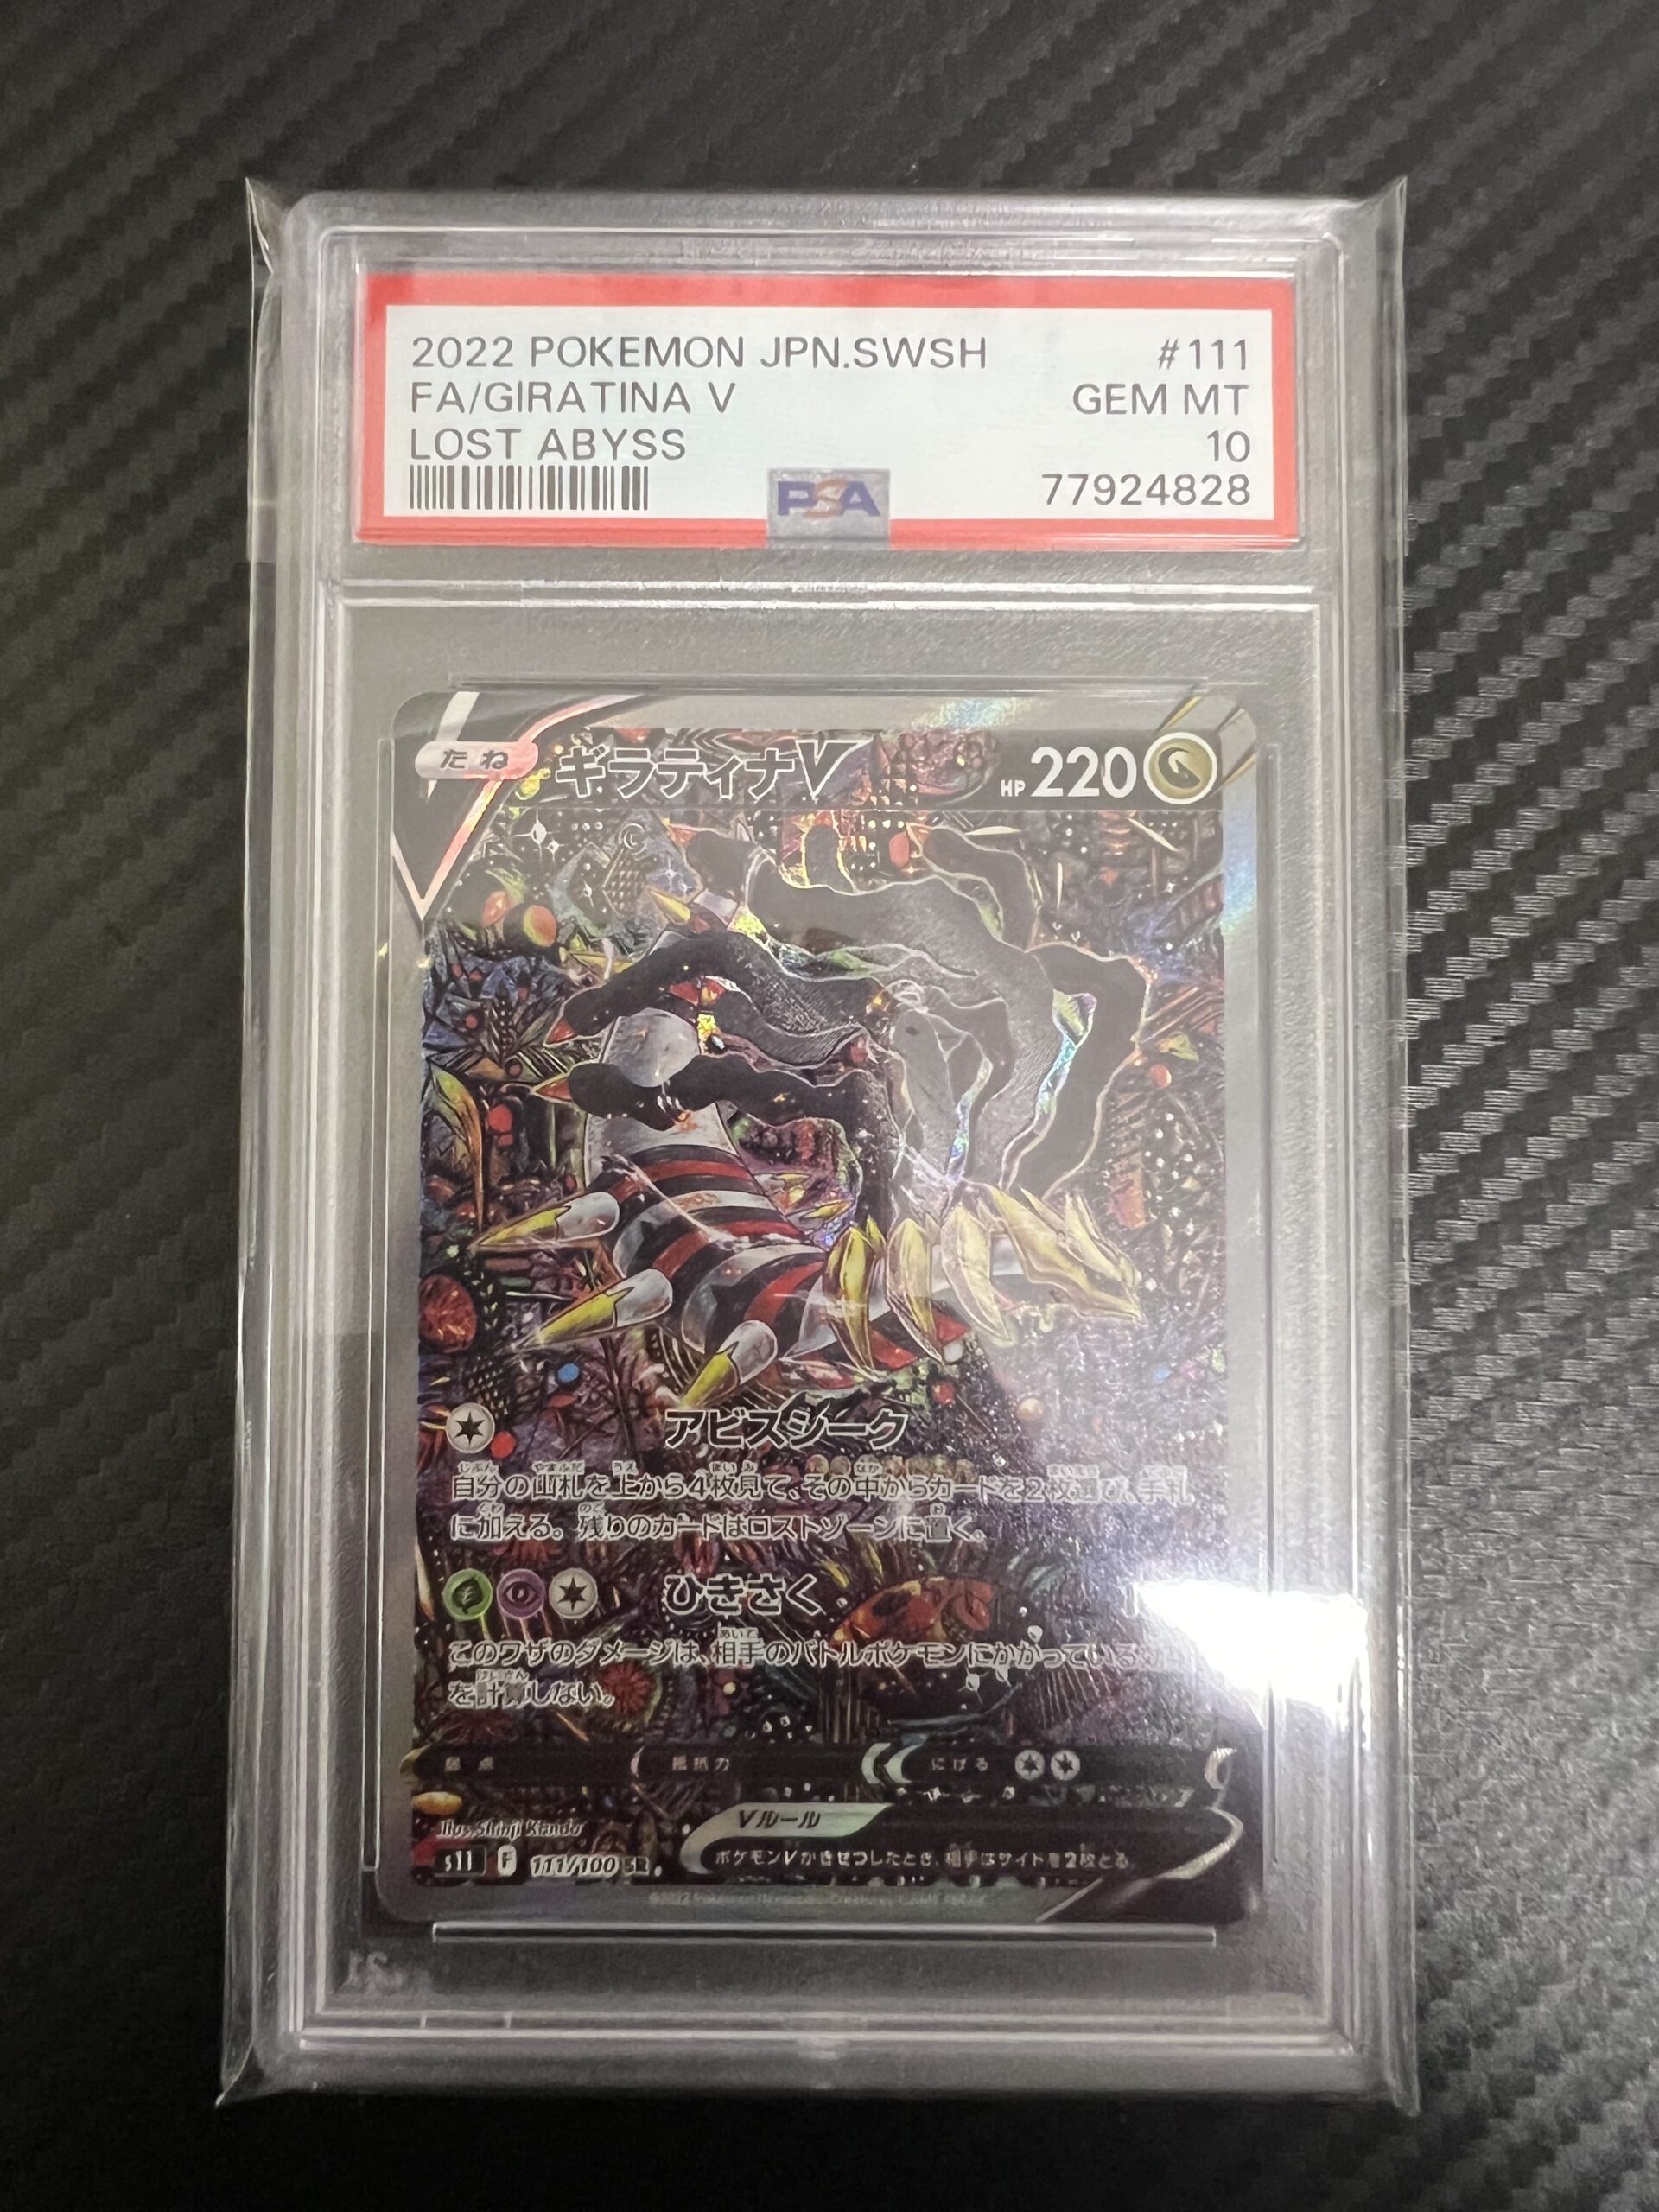 2022 POKEMON JPN.SWSH #111
FA/GIRATINA V GEM MT
LOST ABYSS 10
PSA 77924828
たね ギラティナV HP 220
アビスシーク
自分の山札を上から4枚見て、その中からカードを2枚選び、手札
に加える。残りのカードはロストゾーンに置く。
ひきさく
このワザのダメージは、相手のバトルポケモンにかかっている
を計算しない。
弱点 抵抗力 にげる
Vルール
Illus. Shinji Kanda
ポケモンVがきぜつしたとき、相手はサイドを2枚とる。
s11 F 111/100 SR